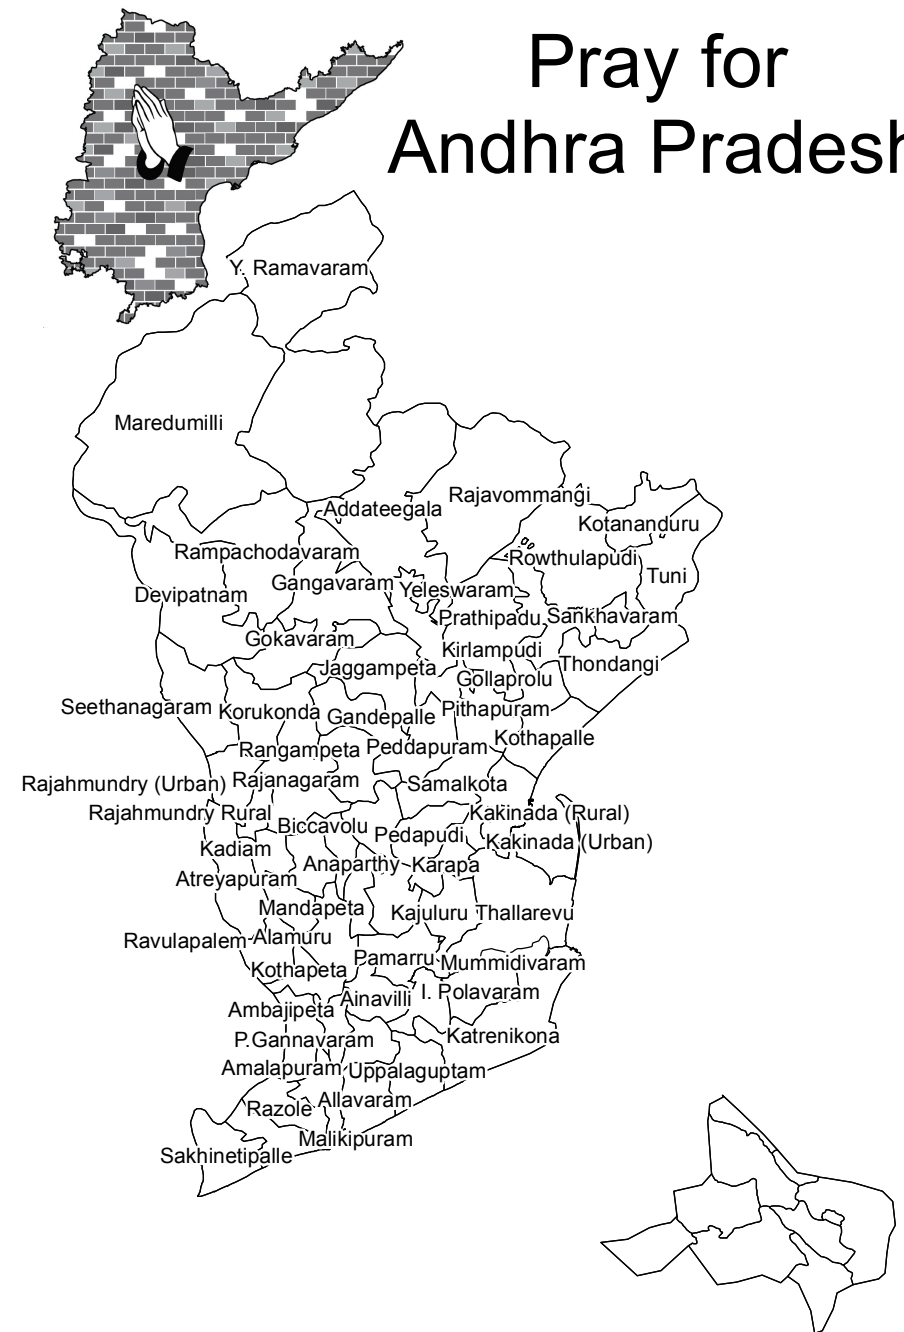 Pray for
Andhra Pradesh
Y. Ramavaram
Maredumilli
Rajavommangi
Addateegala
Kotananduru
Rampachodavaram
Rowthulapudi
Tuni
Gangavaram
Yeleswaram
Devipatnam
Prathipadu
Sankhavaram
Gokavaram
Kirlampudi
Jaggampeta
Thondangi
Gollaprolu
Seethanagaram
Korukonda
Gandepalle
Pithapuram
Kothapalle
Rangampeta
Peddapuram
Rajahmundry (Urban)
Rajanagaram
Samalkota
Rajahmundry Rural
Kakinada (Rural)
Biccavolu
Pedapudi
Kakinada (Urban)
Kadiam
Anaparthy
Karapa
Atreyapuram
Mandapeta
Kajuluru
Thallarevu
Ravulapalem
Alamuru
Pamarru
Mummidivaram
Kothapeta
Ainavilli
I. Polavaram
Ambajipeta
P.Gannavaram
Katrenikona
Amalapuram
Uppalaguptam
Razole
Allavaram
Malikipuram
Sakhinetipalle